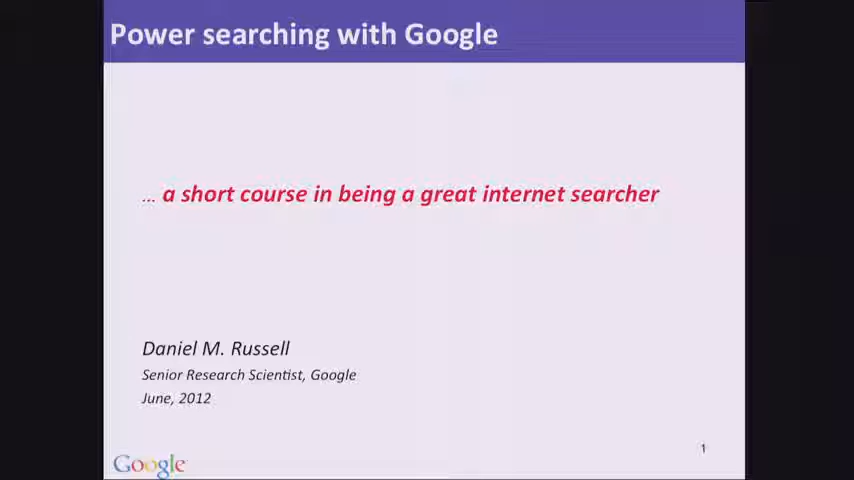 Power searching with Google
... a short course in being a great internet searcher
Daniel M. Russell
Senior Research Scientist, Google
June, 2012
1
Google